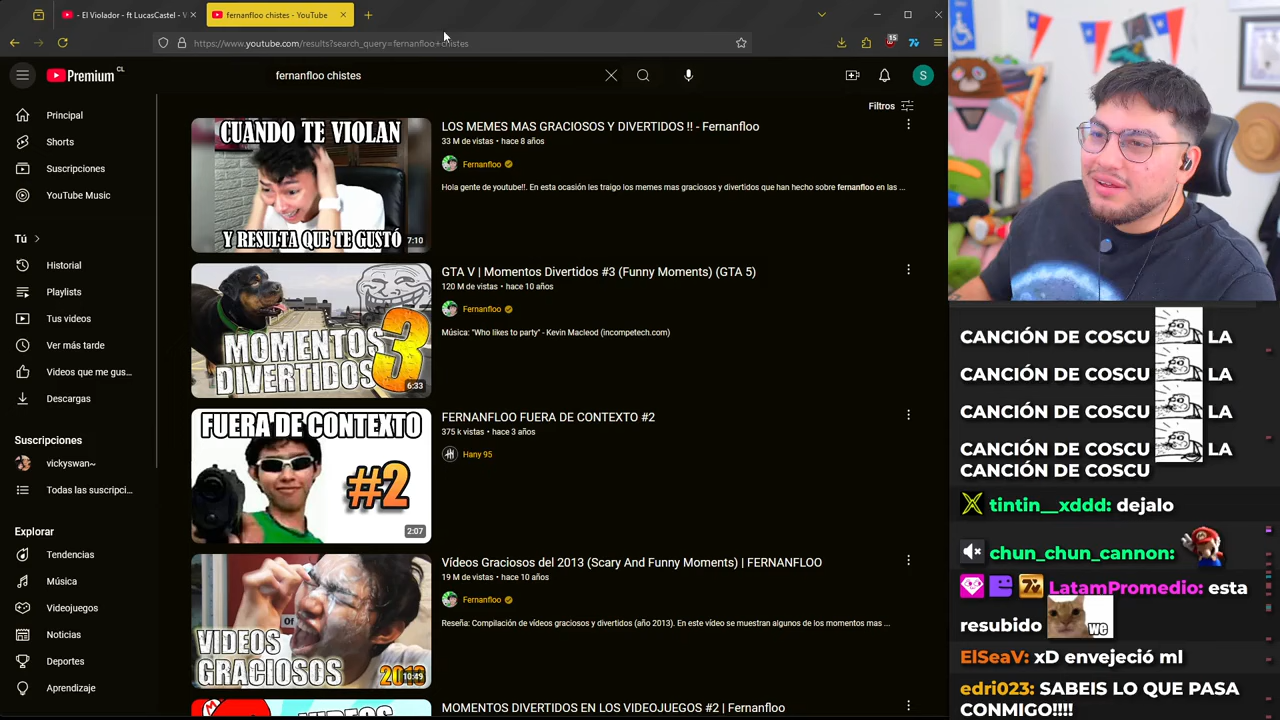 - El Violador - ft LucasCastel - 
fernanfloo chistes - YouTube
https://www.youtube.com/results?search_query=fernanfloo+chistes
15
Premium CL
fernanfloo chistes
S
Principal
Shorts
Suscripciones
YouTube Music
Tú
Historial
Playlists
Tus videos
Ver más tarde
Videos que me gus...
Descargas
Suscripciones
vickyswan~
Todas las suscripci...
Explorar
Tendencias
Música
Videojuegos
Noticias
Deportes
Aprendizaje
Filtros
CUANDO TE VIOLAN
Y RESULTA QUE TE GUSTÓ
7:10
LOS MEMES MAS GRACIOSOS Y DIVERTIDOS !! - Fernanfloo
33 M de vistas • hace 8 años
Fernanfloo
Hola gente de youtube!!. En esta ocasión les traigo los memes mas graciosos y divertidos que han hecho sobre fernanfloo en las ...
MOMENTOS 3
DIVERTIDOS
6:33
GTA V | Momentos Divertidos #3 (Funny Moments) (GTA 5)
120 M de vistas • hace 10 años
Fernanfloo
Música: "Who likes to party" - Kevin Macleod (incompetech.com)
FUERA DE CONTEXTO
#2
2:07
FERNANFLOO FUERA DE CONTEXTO #2
375 k vistas • hace 3 años
Hany 95
Of
VIDEOS
GRACIOSOS 2013
10:49
Vídeos Graciosos del 2013 (Scary And Funny Moments) | FERNANFLOO
19 M de vistas • hace 10 años
Fernanfloo
Reseña: Compilación de vídeos graciosos y divertidos (año 2013). En este vídeo se muestran algunos de los momentos mas ...
MOMENTOS DIVERTIDOS EN LOS VIDEOJUEGOS #2 | Fernanfloo
CANCIÓN DE COSCU LA
CANCIÓN DE COSCU LA
CANCIÓN DE COSCU LA
CANCIÓN DE COSCU LA
CANCIÓN DE COSCU
tintin__xddd: dejalo
chun_chun_cannon:
LatamPromedio: esta
resubido we
ElSeaV: xD envejeció ml
edri023: SABEIS LO QUE PASA
CONMIGO!!!!